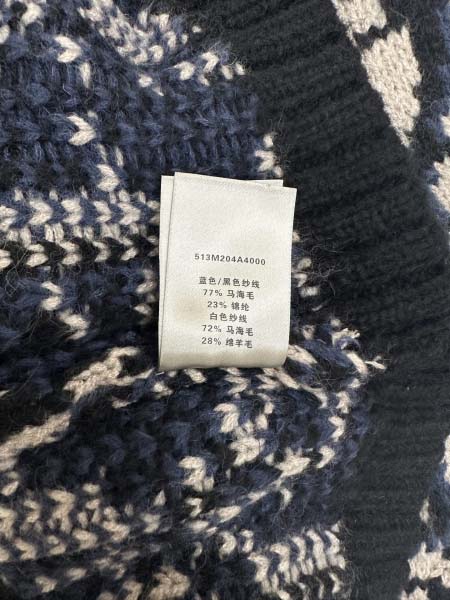 513M204A4000
蓝色/黑色纱线
77% 马海毛
23% 锦纶
白色纱线
72% 马海毛
28% 绵羊毛